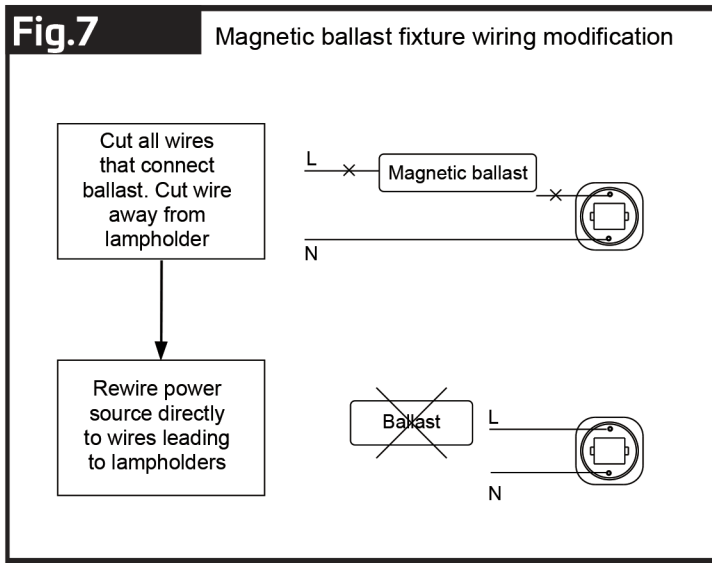 Fig.7
Magnetic ballast fixture wiring modification
Cut all wires
that connect
ballast. Cut wire
away from
lampholder
L
Magnetic ballast
N
Rewire power
source directly
to wires leading
to lampholders
Ballast
L
N